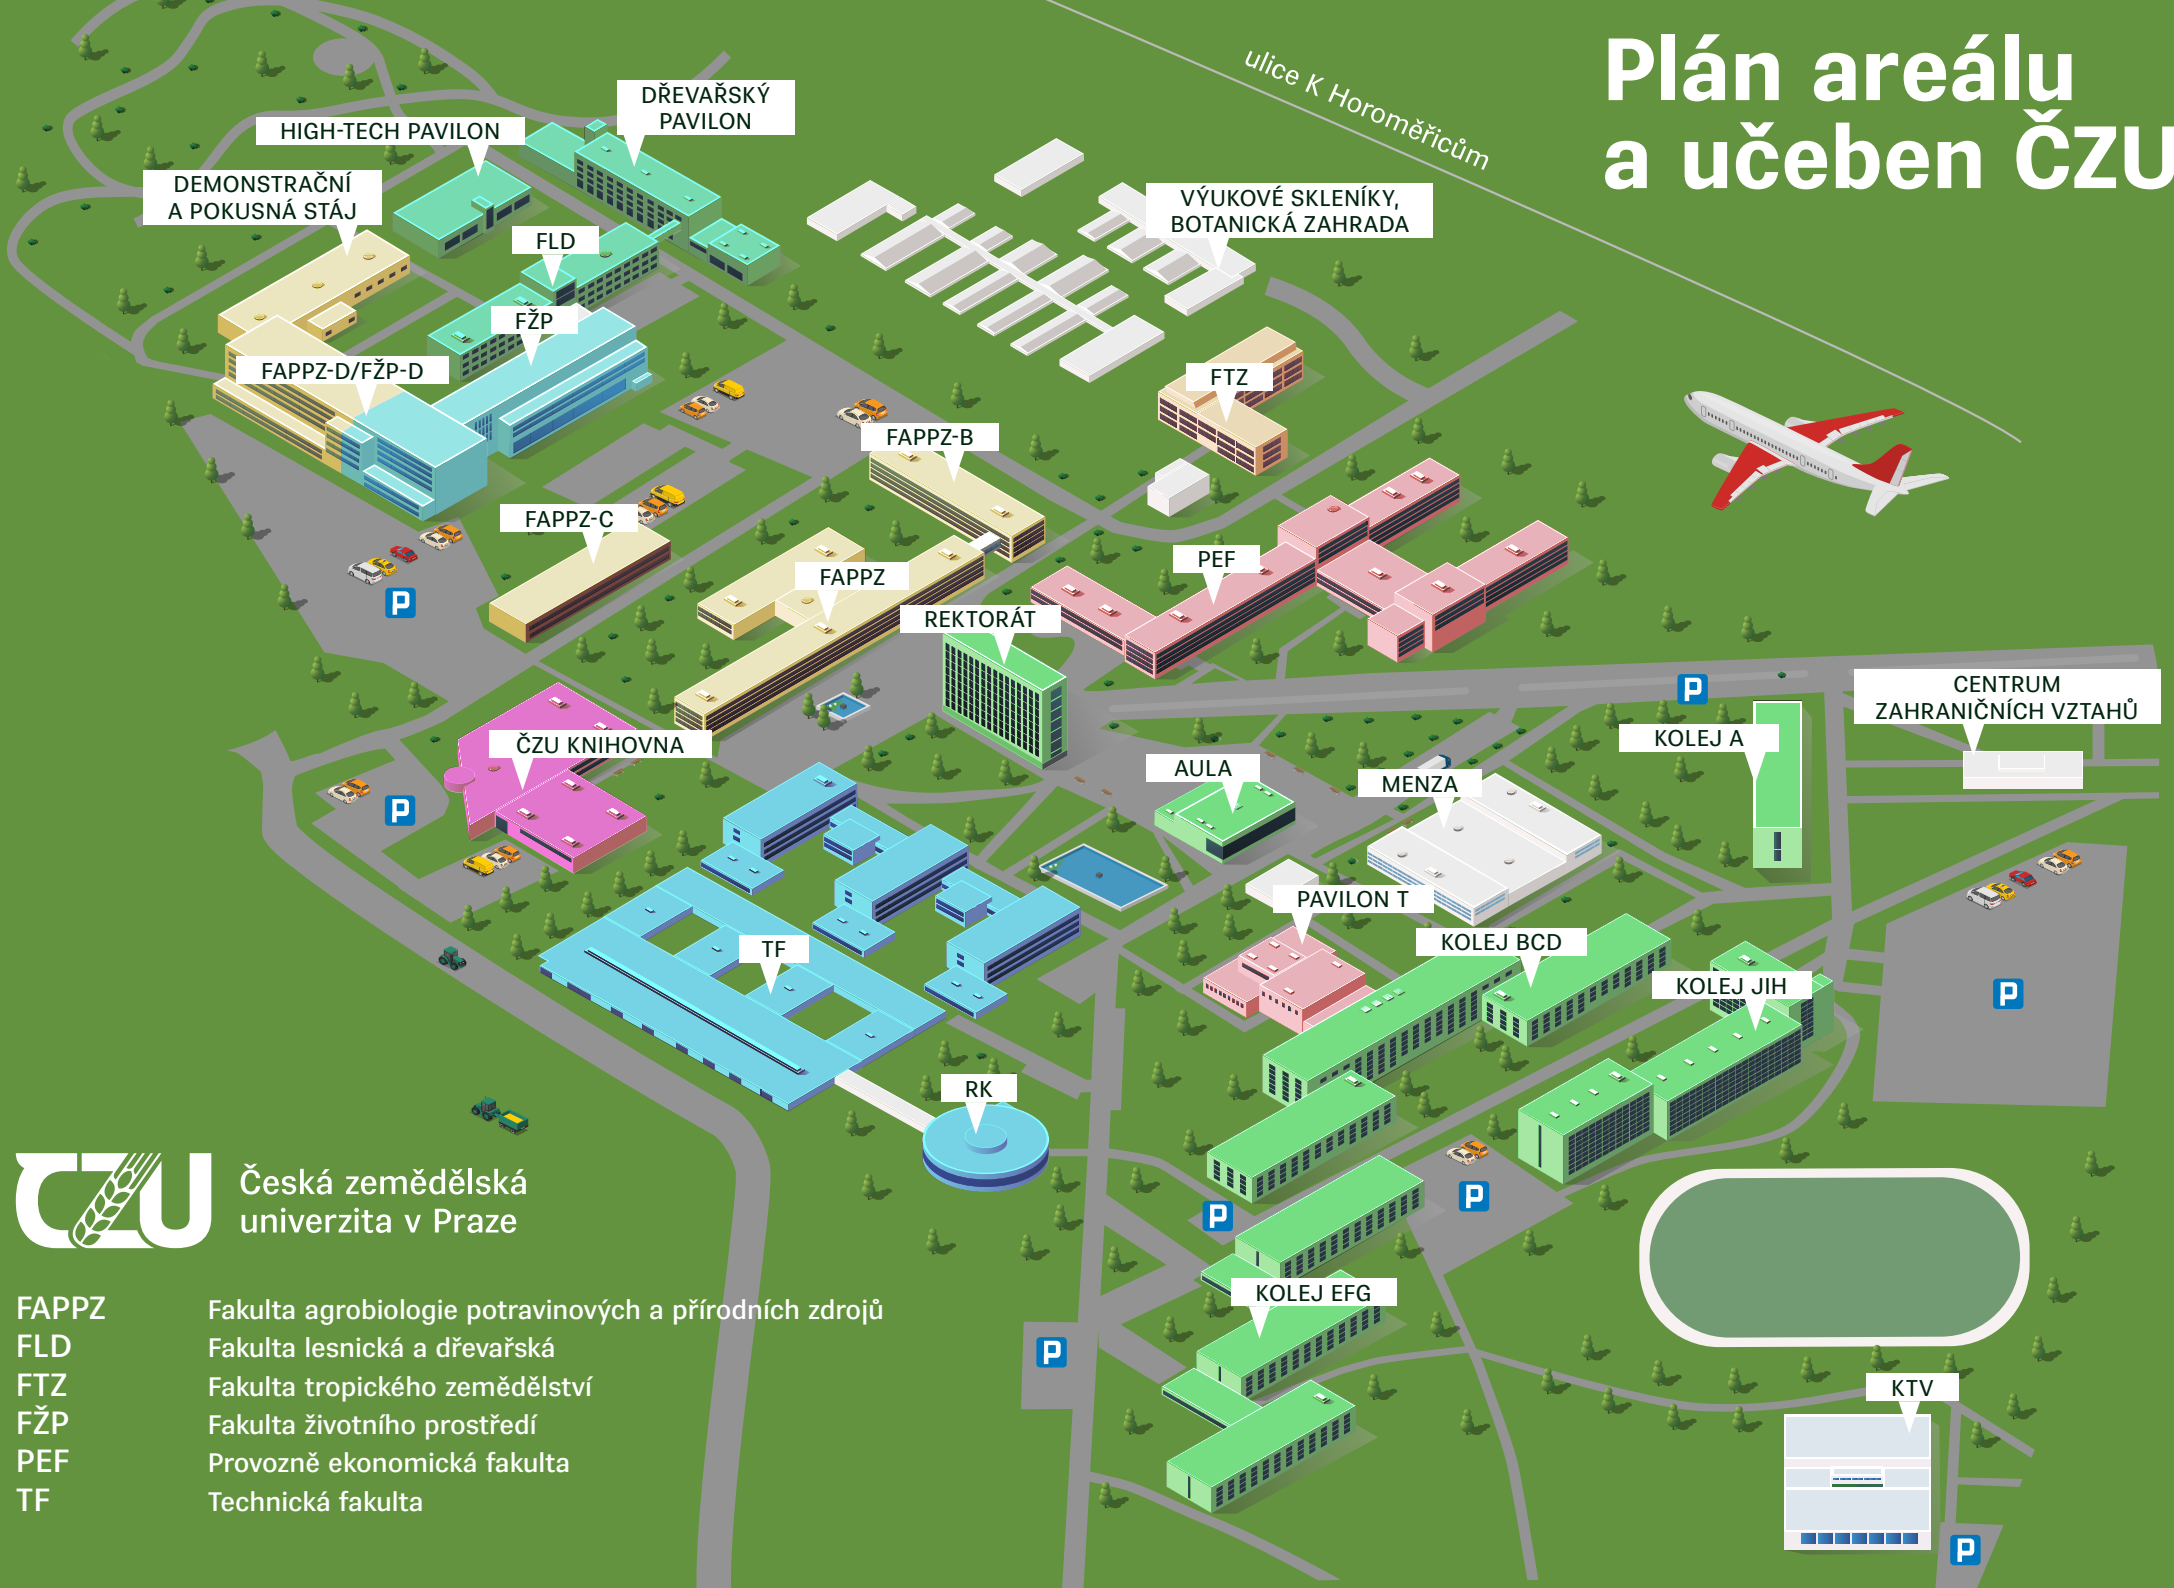 Plán areálu
a učeben ČZU
ulice K Horoměřicům
DŘEVAŘSKÝ
PAVILON
HIGH-TECH PAVILON
DEMONSTRAČNÍ
A POKUSNÁ STÁJ
VÝUKOVÉ SKLENÍKY,
BOTANICKÁ ZAHRADA
FLD
FŽP
FAPPZ-D/FŽP-D
FTZ
FAPPZ-B
FAPPZ-C
PEF
FAPPZ
P
REKTORÁT
P
CENTRUM
ZAHRANIČNÍCH VZTAHŮ
KOLEJ A
ČZU KNIHOVNA
AULA
MENZA
P
PAVILON T
KOLEJ BCD
TF
KOLEJ JIH
P
RK
P
P
KOLEJ EFG
P
KTV
P
ČZU
Česká zemědělská
univerzita v Praze
FAPPZ Fakulta agrobiologie potravinových a přírodních zdrojů
FLD Fakulta lesnická a dřevařská
FTZ Fakulta tropického zemědělství
FŽP Fakulta životního prostředí
PEF Provozně ekonomická fakulta
TF Technická fakulta